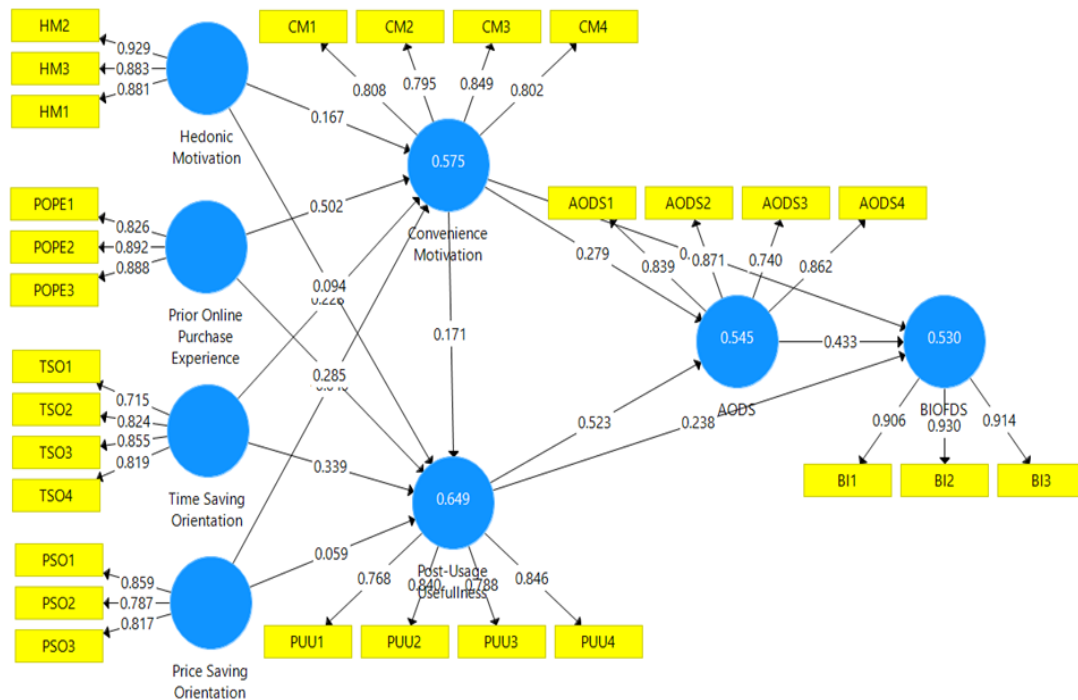 HM2
HM3
HM1
0.929
0.883
0.881
Hedonic
Motivation
CM1
CM2
CM3
CM4
0.808
0.795
0.849
0.802
0.167
0.575
Convenience
Motivation
POPE1
POPE2
POPE3
0.826
0.892
0.888
Prior Online
Purchase
Experience
0.502
0.094
0.285
0.171
AODS1
AODS2
AODS3
AODS4
0.839
0.871
0.740
0.862
0.279
0.545
AODS
0.433
0.530
BIOFDS
0.906
0.930
0.914
BI1
BI2
BI3
TSO1
TSO2
TSO3
TSO4
0.715
0.824
0.855
0.819
Time Saving
Orientation
0.339
0.523
0.238
0.649
Post-Usage
Usefullness
0.059
0.768
0.840
0.788
0.846
PUU1
PUU2
PUU3
PUU4
PSO1
PSO2
PSO3
0.859
0.787
0.817
Price Saving
Orientation